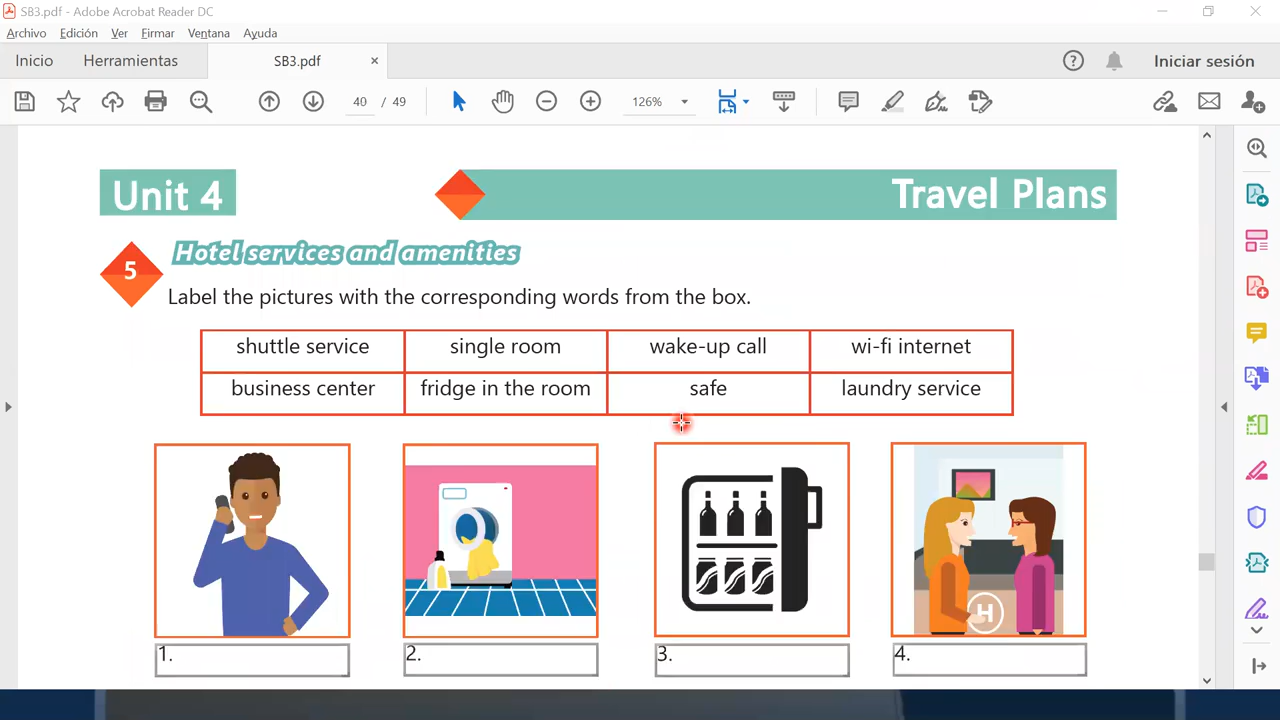 SB3.pdf - Adobe Acrobat Reader DC
Archivo Edición Ver Firmar Ventana Ayuda
Inicio Herramientas SB3.pdf × Iniciar sesión
40 / 49 126%
Unit 4 Travel Plans
5 Hotel services and amenities
Label the pictures with the corresponding words from the box.
shuttle service single room wake-up call wi-fi internet
business center fridge in the room safe laundry service
H
1. 2. 3. 4.